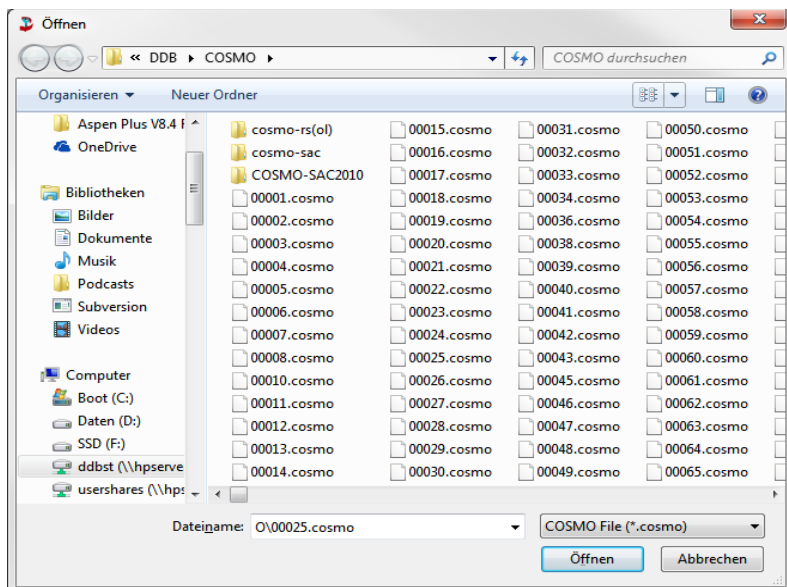 Öffnen
« DDB ▸ COSMO ▸
COSMO durchsuchen
Organisieren ▾ Neuer Ordner
Aspen Plus V8.4
OneDrive
Bibliotheken
Bilder
Dokumente
Musik
Podcasts
Subversion
Videos
Computer
Boot (C:)
Daten (D:)
SSD (F:)
ddbst (\\hpserve
usershares (\\hps
cosmo-rs(ol)
cosmo-sac
COSMO-SAC2010
00001.cosmo
00002.cosmo
00003.cosmo
00004.cosmo
00005.cosmo
00006.cosmo
00007.cosmo
00008.cosmo
00010.cosmo
00011.cosmo
00012.cosmo
00013.cosmo
00014.cosmo
00015.cosmo
00016.cosmo
00017.cosmo
00018.cosmo
00019.cosmo
00020.cosmo
00021.cosmo
00022.cosmo
00023.cosmo
00024.cosmo
00025.cosmo
00026.cosmo
00027.cosmo
00028.cosmo
00029.cosmo
00030.cosmo
00031.cosmo
00032.cosmo
00033.cosmo
00034.cosmo
00036.cosmo
00038.cosmo
00039.cosmo
00040.cosmo
00041.cosmo
00042.cosmo
00043.cosmo
00045.cosmo
00046.cosmo
00047.cosmo
00048.cosmo
00049.cosmo
00050.cosmo
00051.cosmo
00052.cosmo
00053.cosmo
00054.cosmo
00055.cosmo
00056.cosmo
00057.cosmo
00058.cosmo
00059.cosmo
00060.cosmo
00061.cosmo
00062.cosmo
00063.cosmo
00064.cosmo
00065.cosmo
Dateiname: O\00025.cosmo
COSMO File (*.cosmo)
Öffnen
Abbrechen